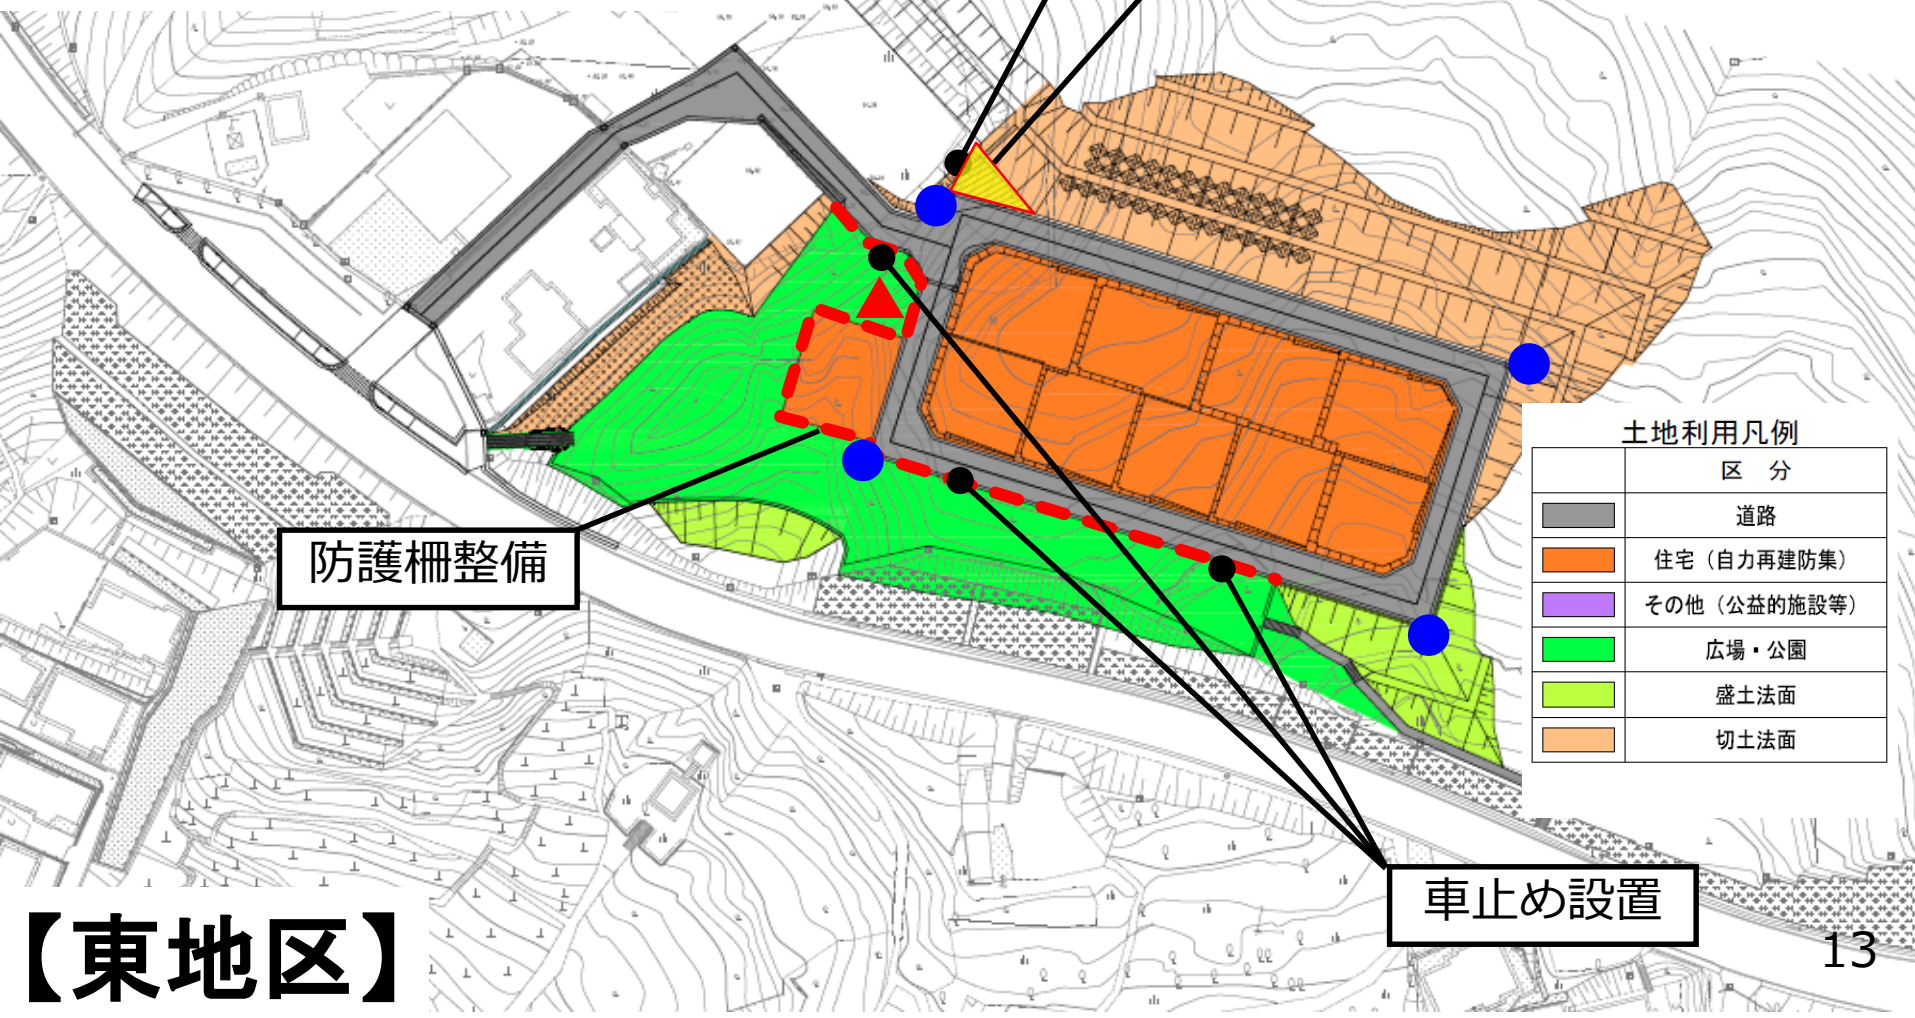 土地利用凡例
区 分
道路
住宅（自力再建防集）
その他（公益的施設等）
広場・公園
盛土法面
切土法面
防護柵整備
車止め設置
【東地区】
13